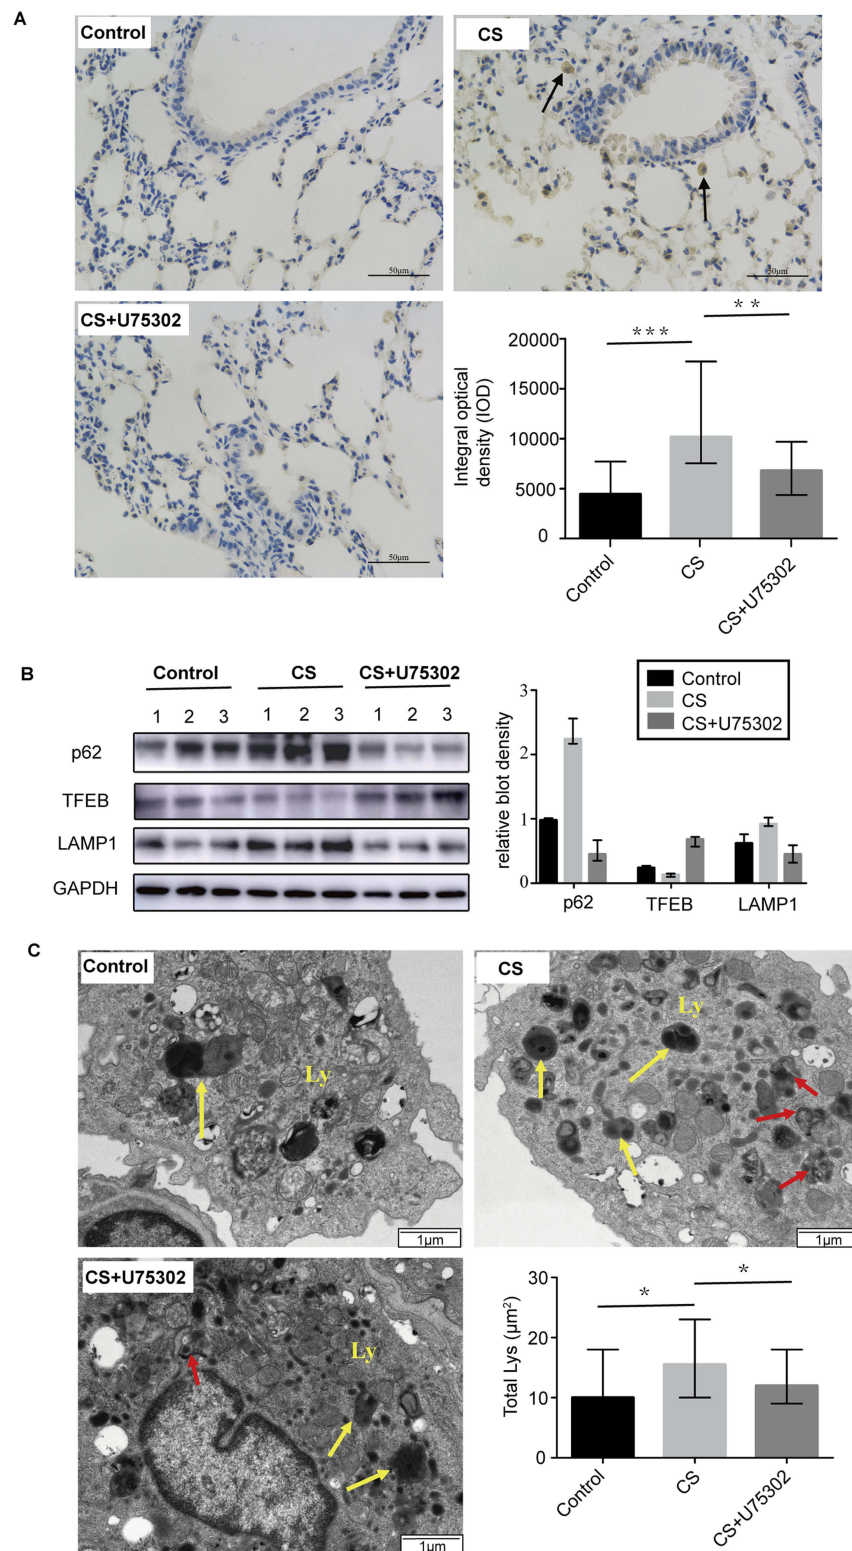 A
Control
50μm
CS
50μm
CS+U75302
50μm
Integral optical
density (IOD)
20000
15000
10000
5000
0
***
**
Control
CS
CS+U75302
B
Control CS CS+U75302
1 2 3 1 2 3 1 2 3
p62
TFEB
LAMP1
GAPDH
relative blot density
3
2
1
0
Control
CS
CS+U75302
p62 TFEB LAMP1
C
Control
Ly
1μm
CS
Ly
1μm
CS+U75302
Ly
1μm
Total Lys (μm²)
30
20
10
0
*
*
Control
CS
CS+U75302